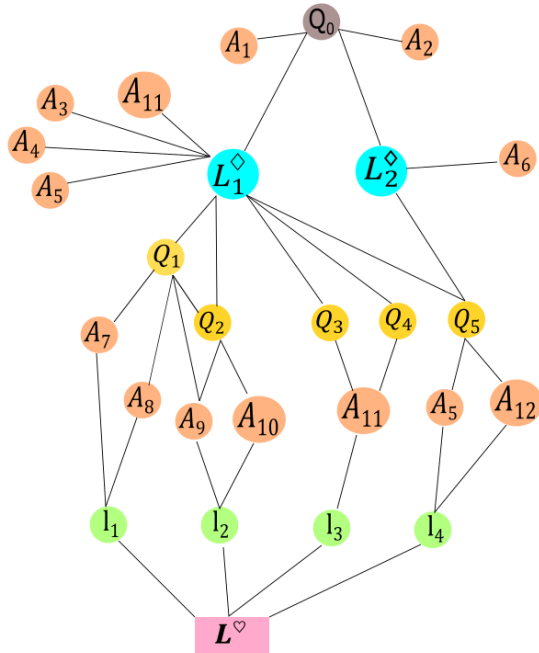 Q₀
A₁
A₂
A₃
A₁₁
A₄
A₅
L₁◇
L₂◇
A₆
Q₁
Q₂
Q₃
Q₄
Q₅
A₇
A₈
A₉
A₁₀
A₁₁
A₅
A₁₂
l₁
l₂
l₃
l₄
L♡